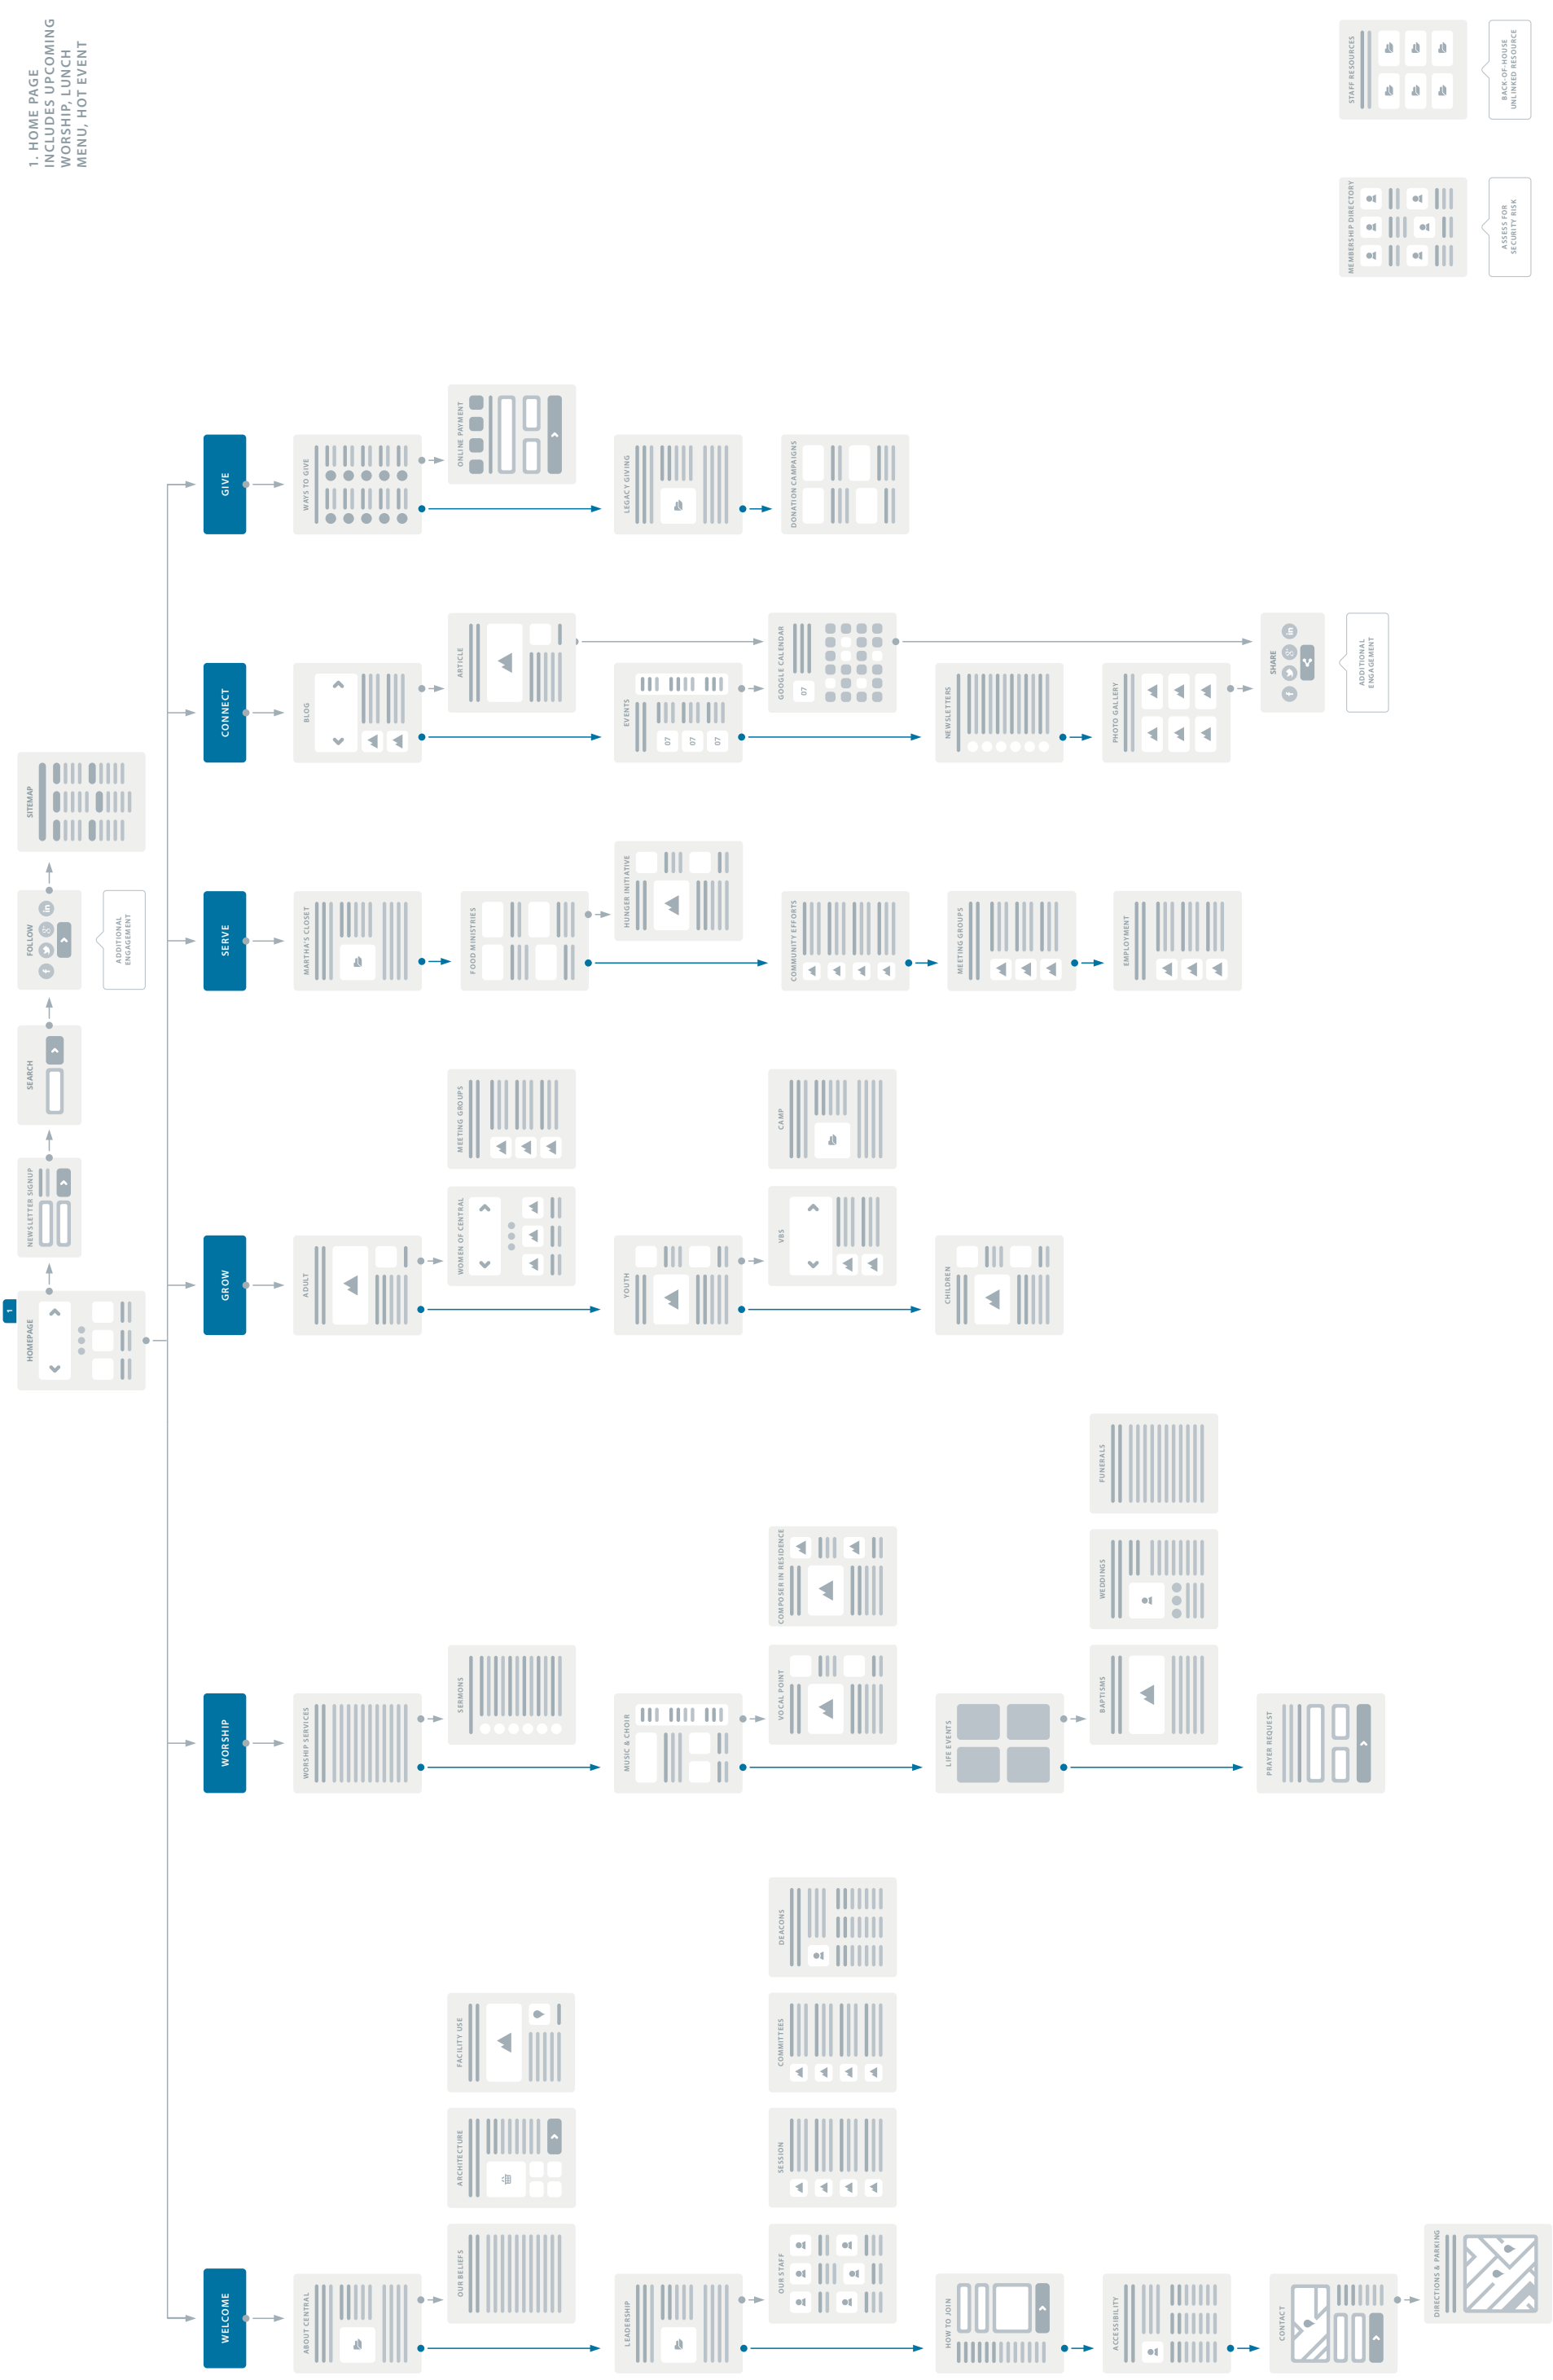 1. HOME PAGE
INCLUDES UPCOMING
WORSHIP, LUNCH
MENU, HOT EVENT
1
HOMEPAGE
NEWSLETTER SIGNUP
SEARCH
FOLLOW
ADDITIONAL
ENGAGEMENT
SITEMAP
WELCOME
ABOUT CENTRAL
OUR BELIEFS
ARCHITECTURE
FACILITY USE
LEADERSHIP
OUR STAFF
SESSION
COMMITTEES
DEACONS
HOW TO JOIN
ACCESSIBILITY
CONTACT
DIRECTIONS & PARKING
WORSHIP
WORSHIP SERVICES
SERMONS
MUSIC & CHOIR
VOCAL POINT
COMPOSER IN RESIDENCE
LIFE EVENTS
BAPTISMS
WEDDINGS
FUNERALS
PRAYER REQUEST
GROW
ADULT
WOMEN OF CENTRAL
MEETING GROUPS
YOUTH
VBS
CAMP
CHILDREN
SERVE
MARTHA'S CLOSET
FOOD MINISTRIES
HUNGER INITIATIVE
COMMUNITY EFFORTS
MEETING GROUPS
EMPLOYMENT
CONNECT
BLOG
ARTICLE
EVENTS
07
07
07
GOOGLE CALENDAR
07
NEWSLETTERS
PHOTO GALLERY
SHARE
ADDITIONAL
ENGAGEMENT
GIVE
WAYS TO GIVE
ONLINE PAYMENT
LEGACY GIVING
DONATION CAMPAIGNS
MEMBERSHIP DIRECTORY
ASSESS FOR
SECURITY RISK
STAFF RESOURCES
BACK-OF-HOUSE
UNLINKED RESOURCE